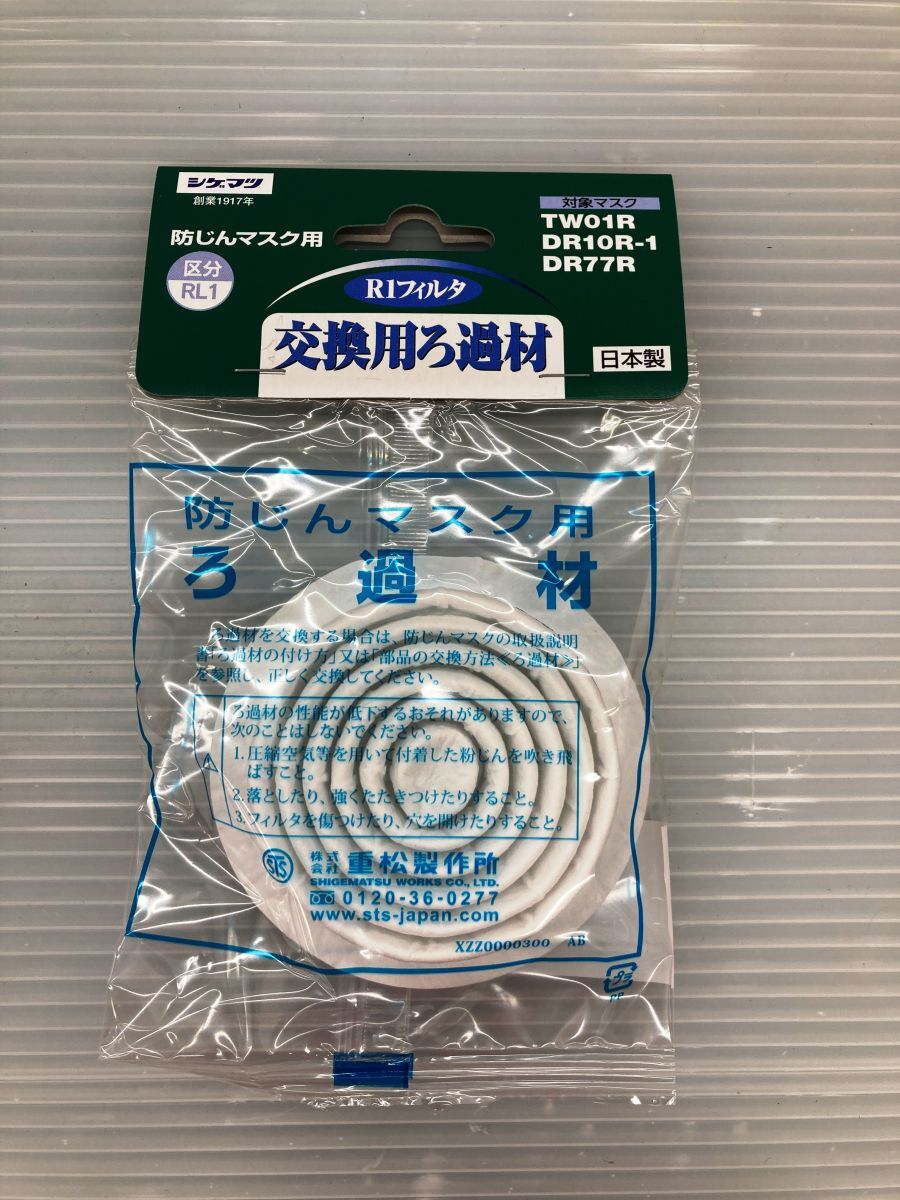 シゲマツ
創業1917年
防じんマスク用
区分
RL1
対象マスク
TW01R
DR10R-1
DR77R
R1フィルタ
交換用ろ過材
日本製
防じんマスク用
ろ過材
ろ過材を交換する場合は、防じんマスクの取扱説明
書「ろ過材の付け方」又は「部品の交換方法≪ろ過材≫」
を参照し、正しく交換してください。
ろ過材の性能が低下するおそれがありますので、
次のことはしないでください。
1. 圧縮空気等を用いて付着した粉じんを吹き飛
ばすこと。
2. 落としたり、強くたたきつけたりすること。
3. フィルタを傷つけたり、穴を開けたりすること。
STS
株式会社 重松製作所
SHIGEMATSU WORKS CO., LTD.
0120-36-0277
www.sts-japan.com
XZZ0000300 AB
プラ
PP